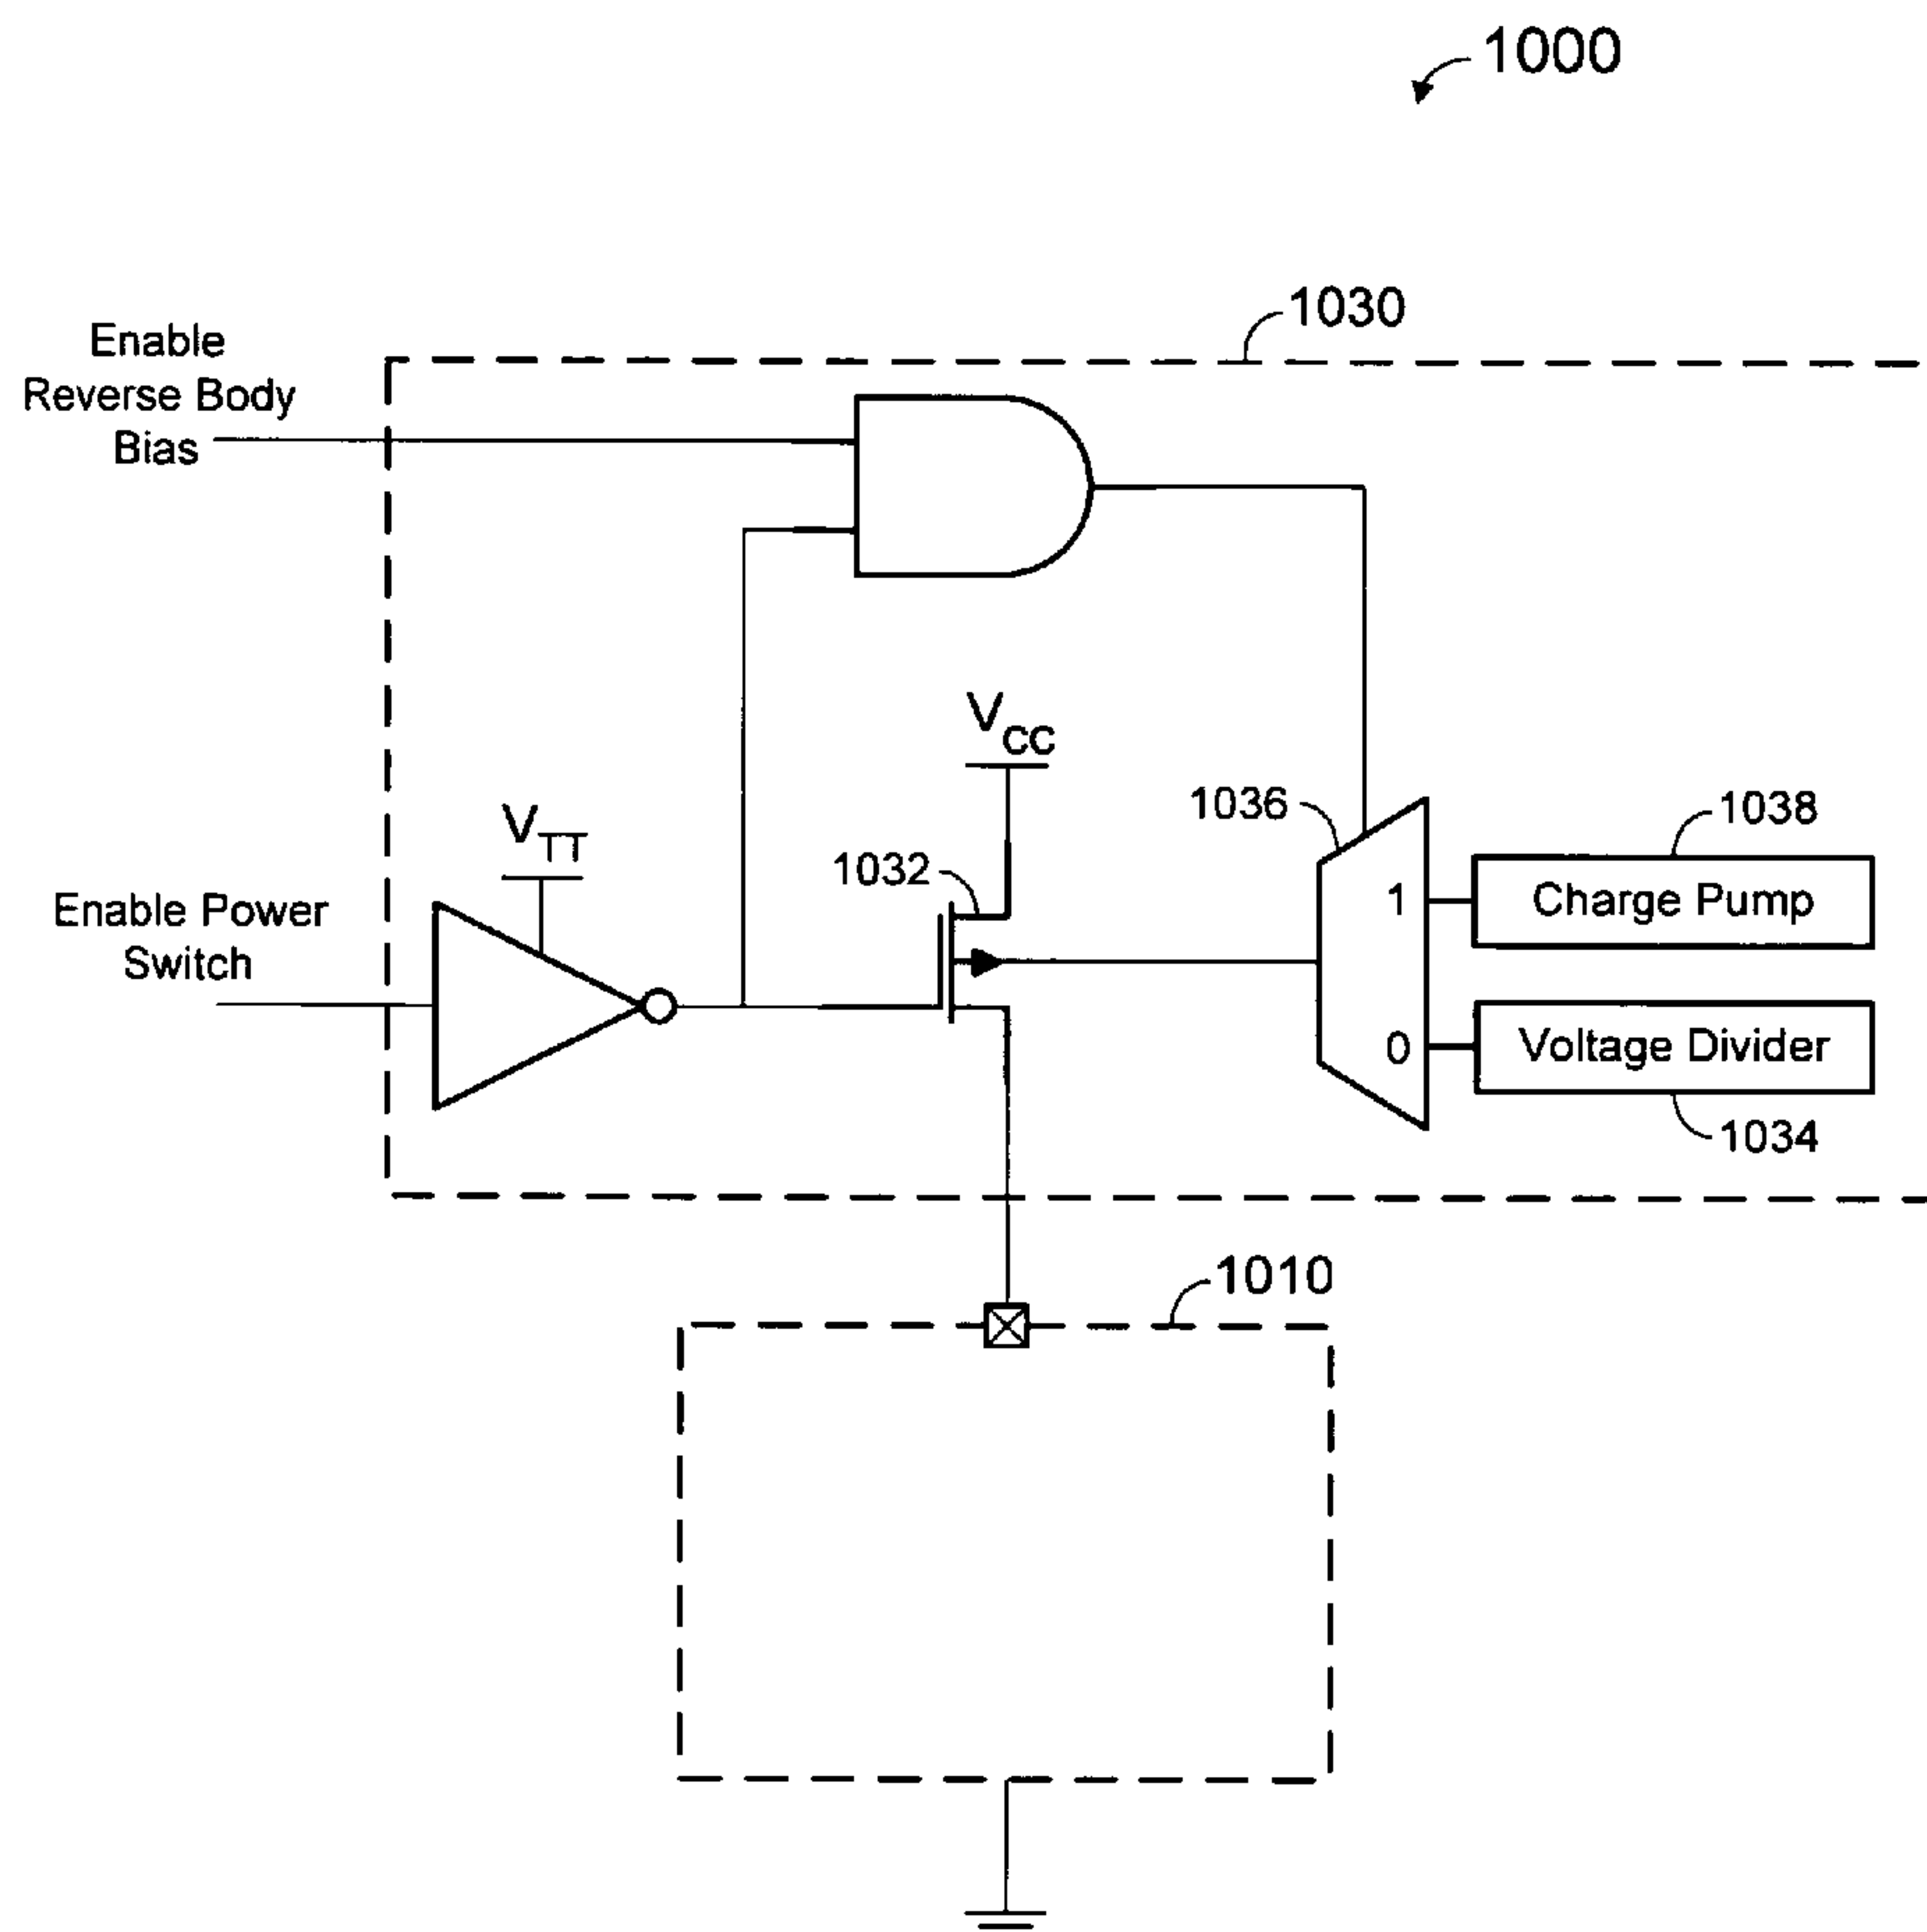 1000
1030
Enable
Reverse Body
Bias
VCC
VTT
1036
1038
1032
1 Charge Pump
Enable Power
Switch
0 Voltage Divider
1034
1010